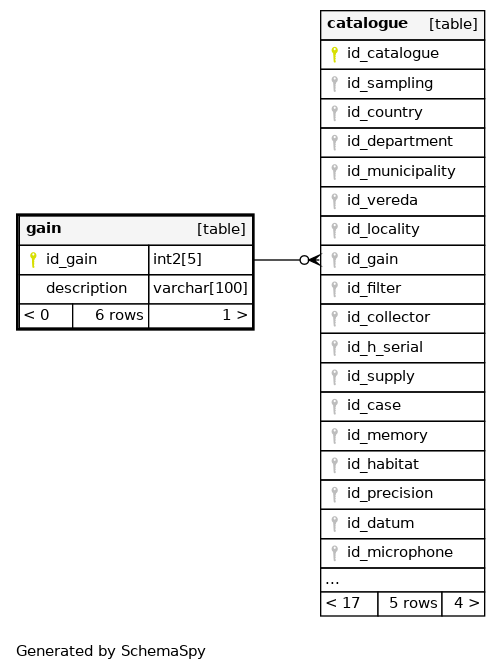 gain [table]
id_gain int2[5]
description varchar[100]
< 0 6 rows 1 >
catalogue [table]
id_catalogue
id_sampling
id_country
id_department
id_municipality
id_vereda
id_locality
id_gain
id_filter
id_collector
id_h_serial
id_supply
id_case
id_memory
id_habitat
id_precision
id_datum
id_microphone
...
< 17 5 rows 4 >
Generated by SchemaSpy